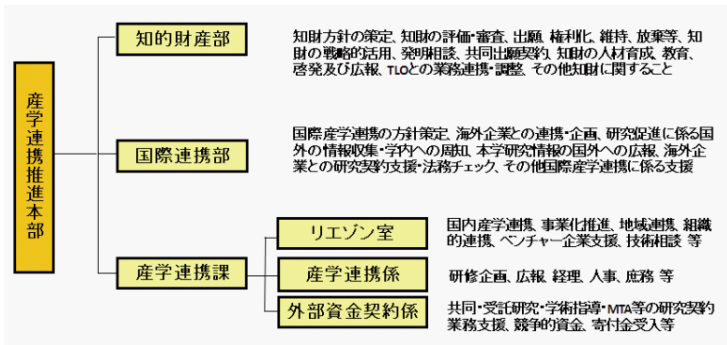 産学連携推進本部
知的財産部
知財方針の策定、知財の評価・審査、出願、権利化、維持、放棄等、知
財の戦略的活用、発明相談、共同出願契約、知財の人材育成、教育、
啓発及び広報、TLOとの業務連携・調整、その他知財に関すること
国際連携部
国際産学連携の方針策定、海外企業との連携・企画、研究促進に係る国
外の情報収集・学内への周知、本学研究情報の国外への広報、海外企
業との研究契約支援・法務チェック、その他国際産学連携に係る支援
産学連携課
リエゾン室
国内産学連携、事業化推進、地域連携、組織
的連携、ベンチャー企業支援、技術相談 等
産学連携係
研修企画、広報、経理、人事、庶務 等
外部資金契約係
共同・受託研究・学術指導・MTA等の研究契約
業務支援、競争的資金、寄付金受入等